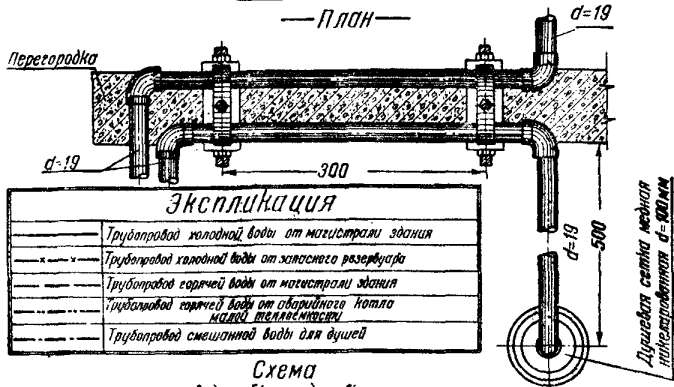 План
d=19
Перегородка
d=19
300
500
d=19
Душевая сетка медная
никелированная d=100мм
Экспликация
Трубопровод холодной воды от магистрали здания
Трубопровод холодной воды от запасного резервуара
Трубопровод горячей воды от магистрали здания
Трубопровод горячей воды от аварийного котла
малой теплоемкости
Трубопровод смешанной воды для душей
Схема